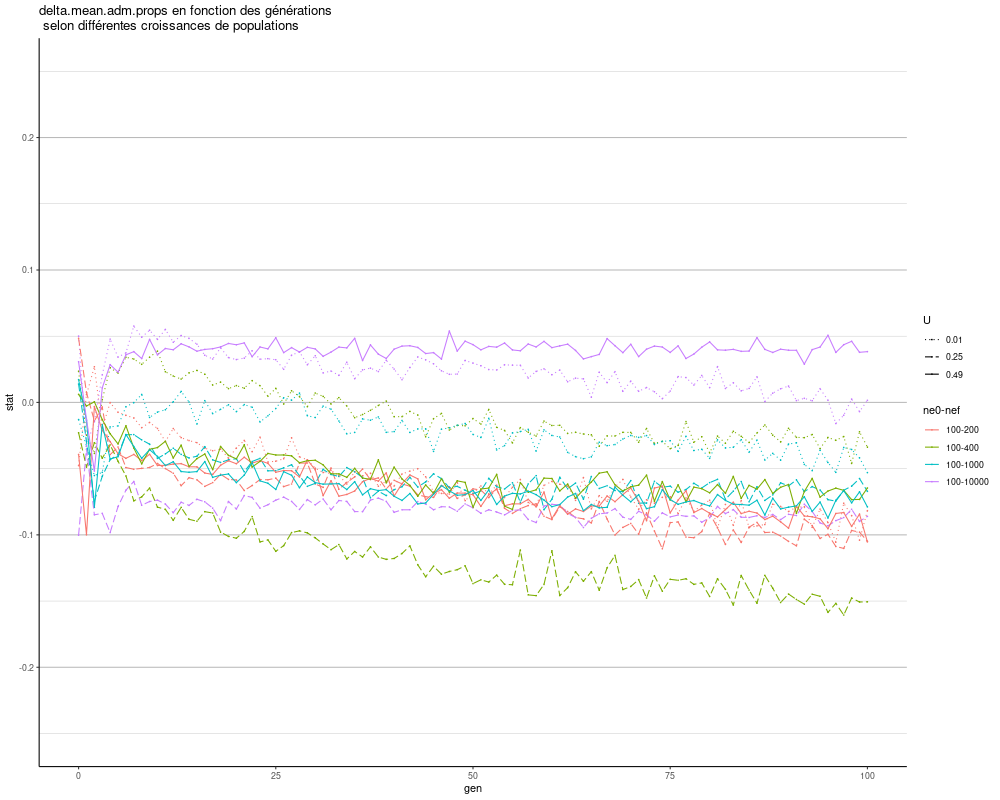 delta.mean.adm.props en fonction des générations
selon différentes croissances de populations
stat
0.2
0.1
0.0
-0.1
-0.2
0
25
50
75
100
gen
U
0.01
0.25
0.49
ne0-nef
100-200
100-400
100-1000
100-10000